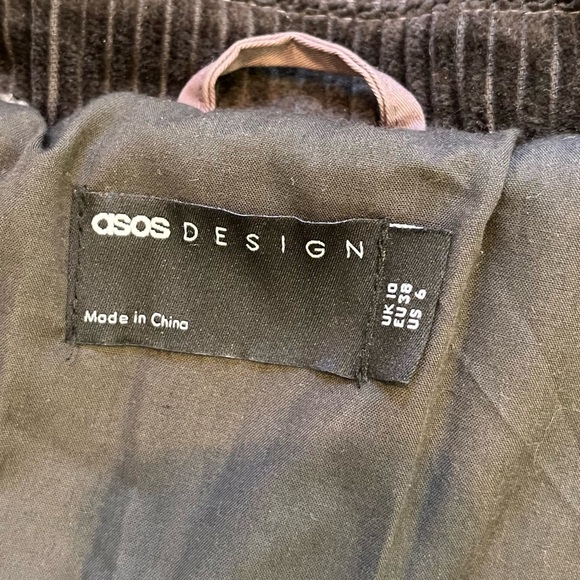 asos DESIGN
Made in China
UK 10
EU 38
US 6